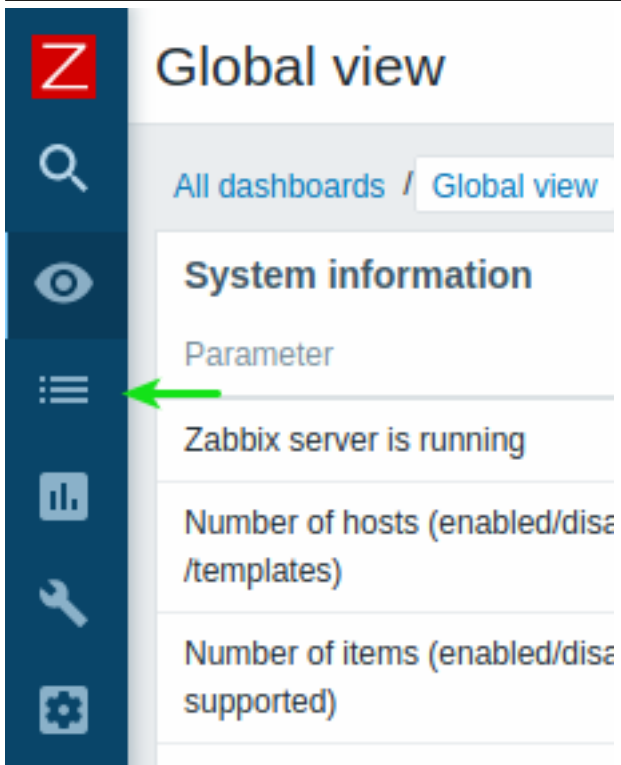 Z
Global view
All dashboards / Global view
System information
Parameter
Zabbix server is running
Number of hosts (enabled/disa
/templates)
Number of items (enabled/disa
supported)